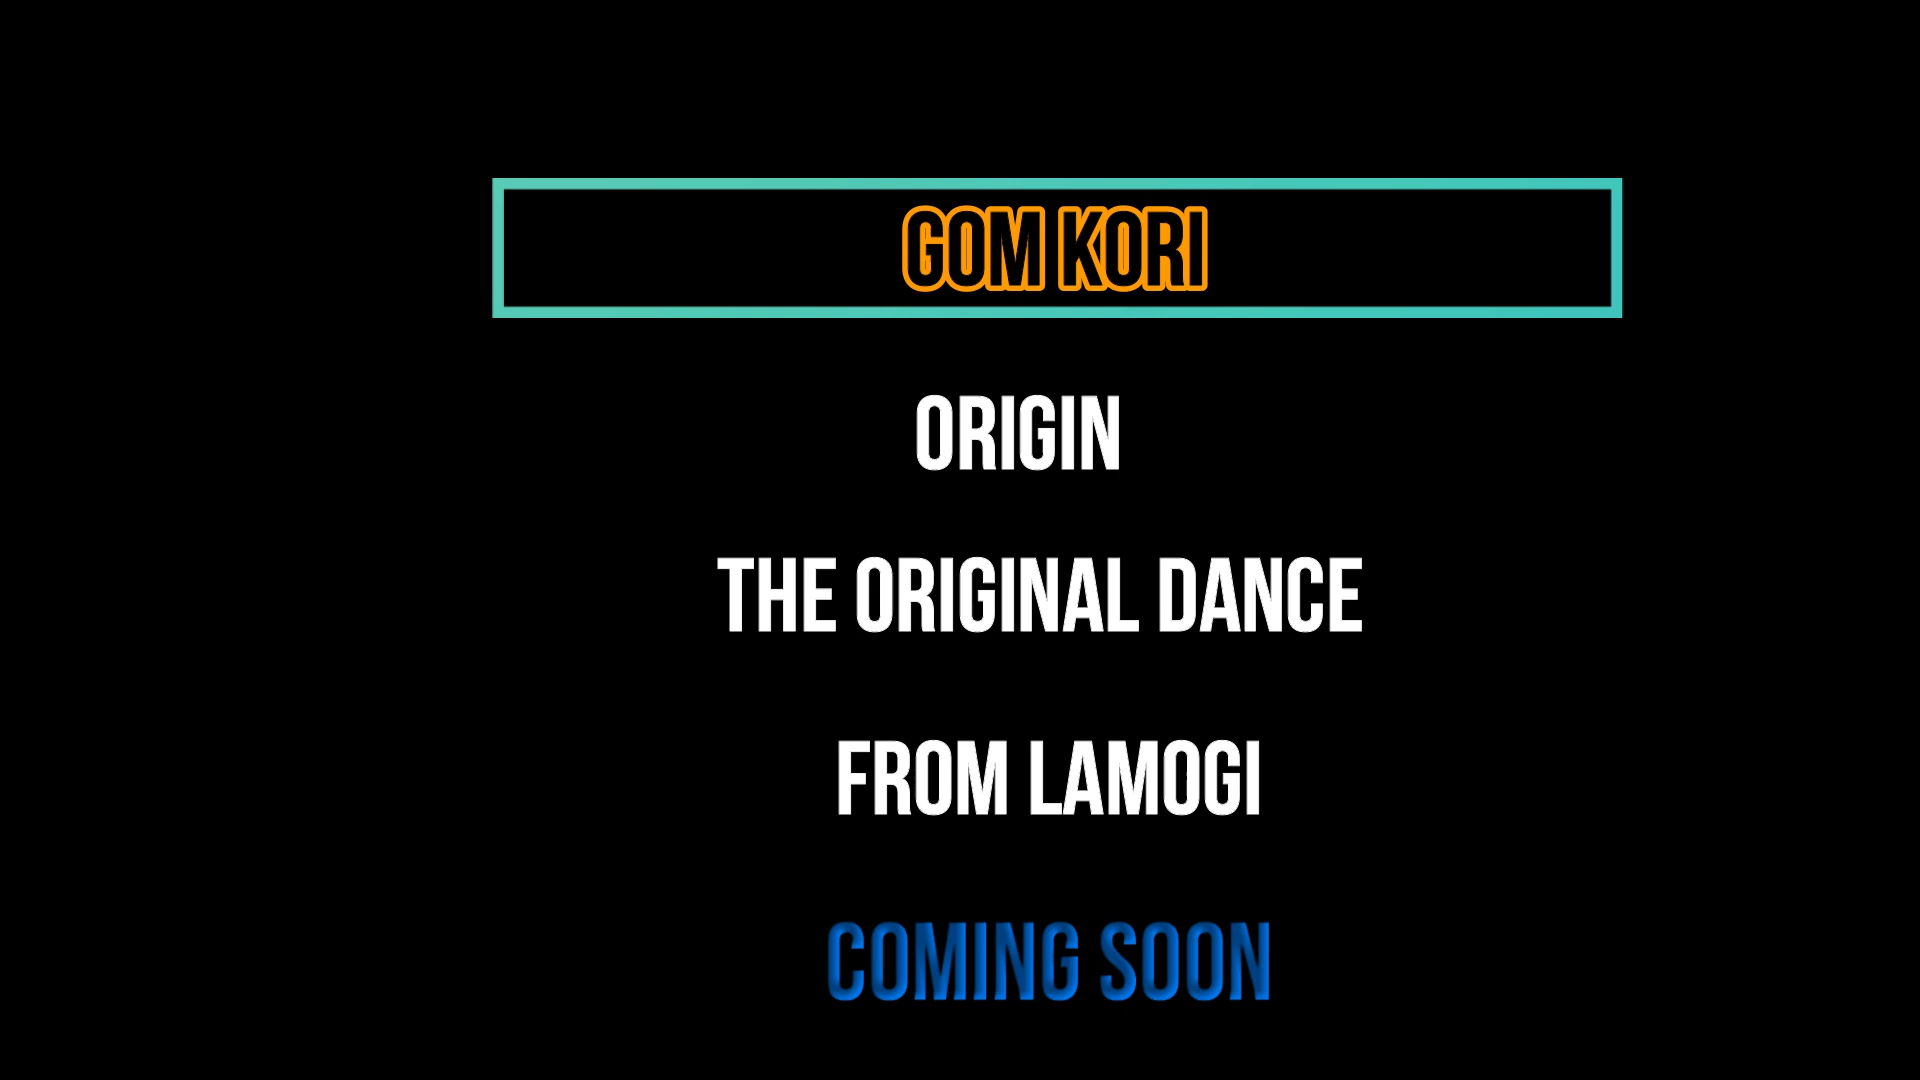 GOM KORI
ORIGIN
THE ORIGINAL DANCE
FROM LAMOGI
COMING SOON